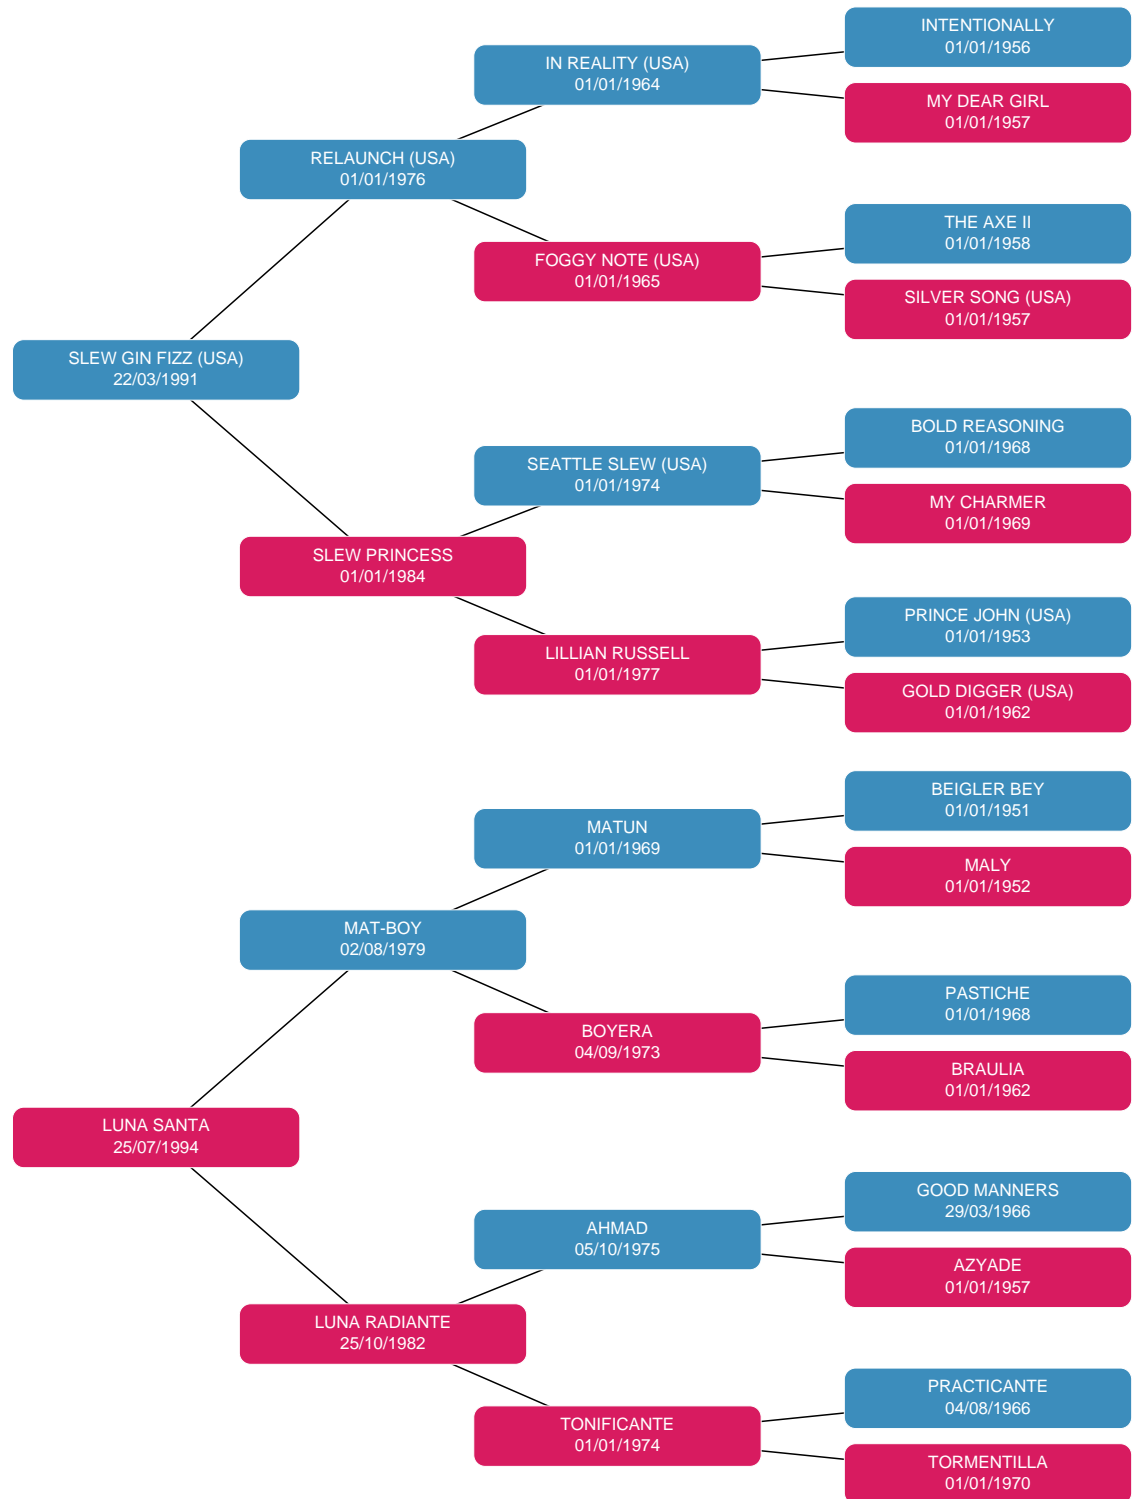 INTENTIONALLY
01/01/1956
IN REALITY (USA)
01/01/1964
MY DEAR GIRL
01/01/1957
RELAUNCH (USA)
01/01/1976
THE AXE II
01/01/1958
FOGGY NOTE (USA)
01/01/1965
SILVER SONG (USA)
01/01/1957
SLEW GIN FIZZ (USA)
22/03/1991
BOLD REASONING
01/01/1968
SEATTLE SLEW (USA)
01/01/1974
MY CHARMER
01/01/1969
SLEW PRINCESS
01/01/1984
PRINCE JOHN (USA)
01/01/1953
LILLIAN RUSSELL
01/01/1977
GOLD DIGGER (USA)
01/01/1962
BEIGLER BEY
01/01/1951
MATUN
01/01/1969
MALY
01/01/1952
MAT-BOY
02/08/1979
PASTICHE
01/01/1968
BOYERA
04/09/1973
BRAULIA
01/01/1962
LUNA SANTA
25/07/1994
GOOD MANNERS
29/03/1966
AHMAD
05/10/1975
AZYADE
01/01/1957
LUNA RADIANTE
25/10/1982
PRACTICANTE
04/08/1966
TONIFICANTE
01/01/1974
TORMENTILLA
01/01/1970